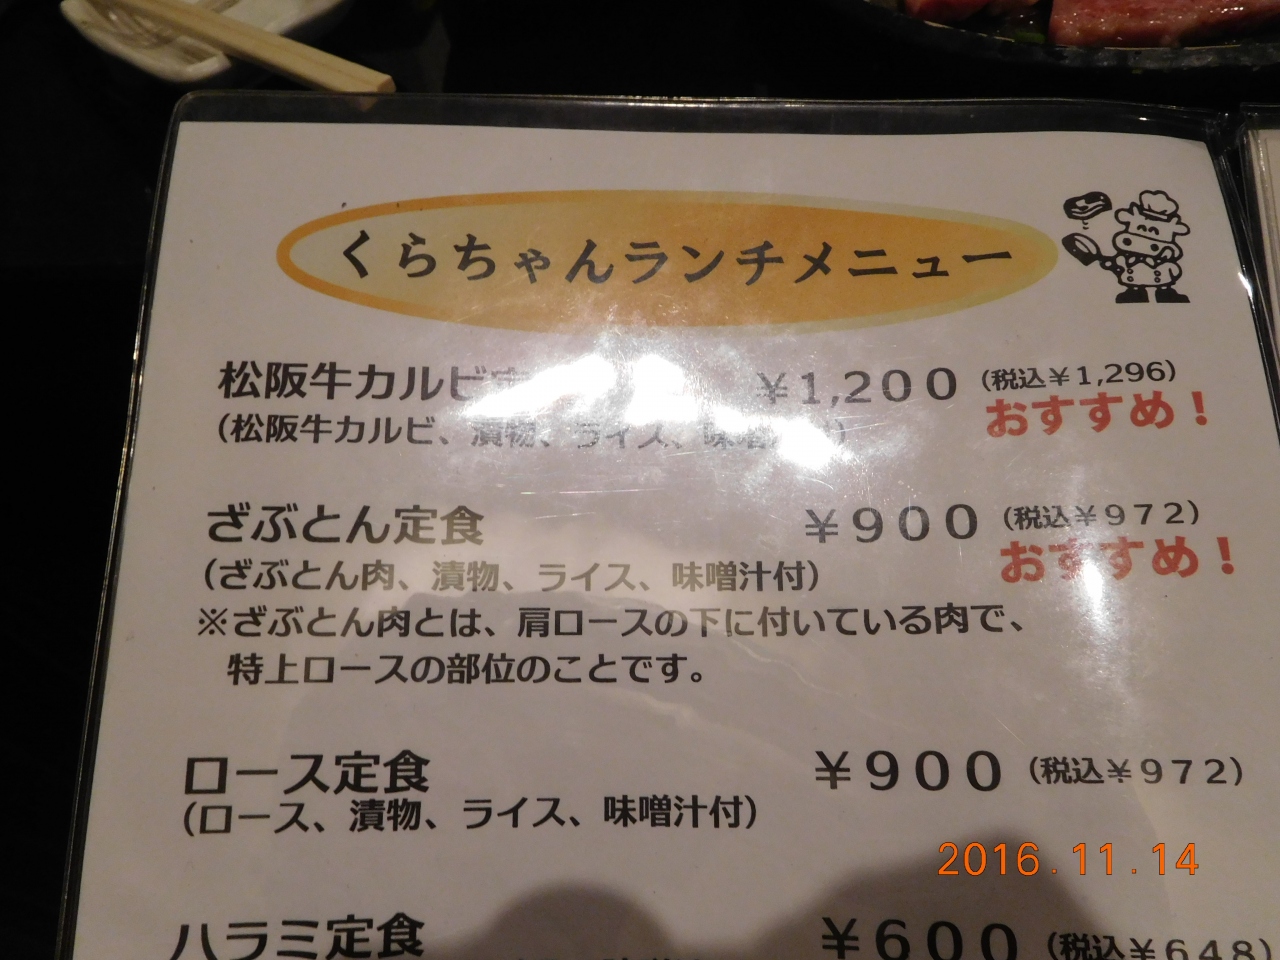 くらちゃんランチメニュー
松阪牛カルビ ¥1,200 (税込¥1,296)
おすすめ！
(松阪牛カルビ、漬物、ライス、味噌
ざぶとん定食 ¥900 (税込¥972)
おすすめ！
(ざぶとん肉、漬物、ライス、味噌汁付)
※ざぶとん肉とは、肩ロースの下に付いている肉で、
特上ロースの部位のことです。
ロース定食 ¥900 (税込¥972)
(ロース、漬物、ライス、味噌汁付)
2016.11.14
ハラミ定食 ¥600 (税込¥648)